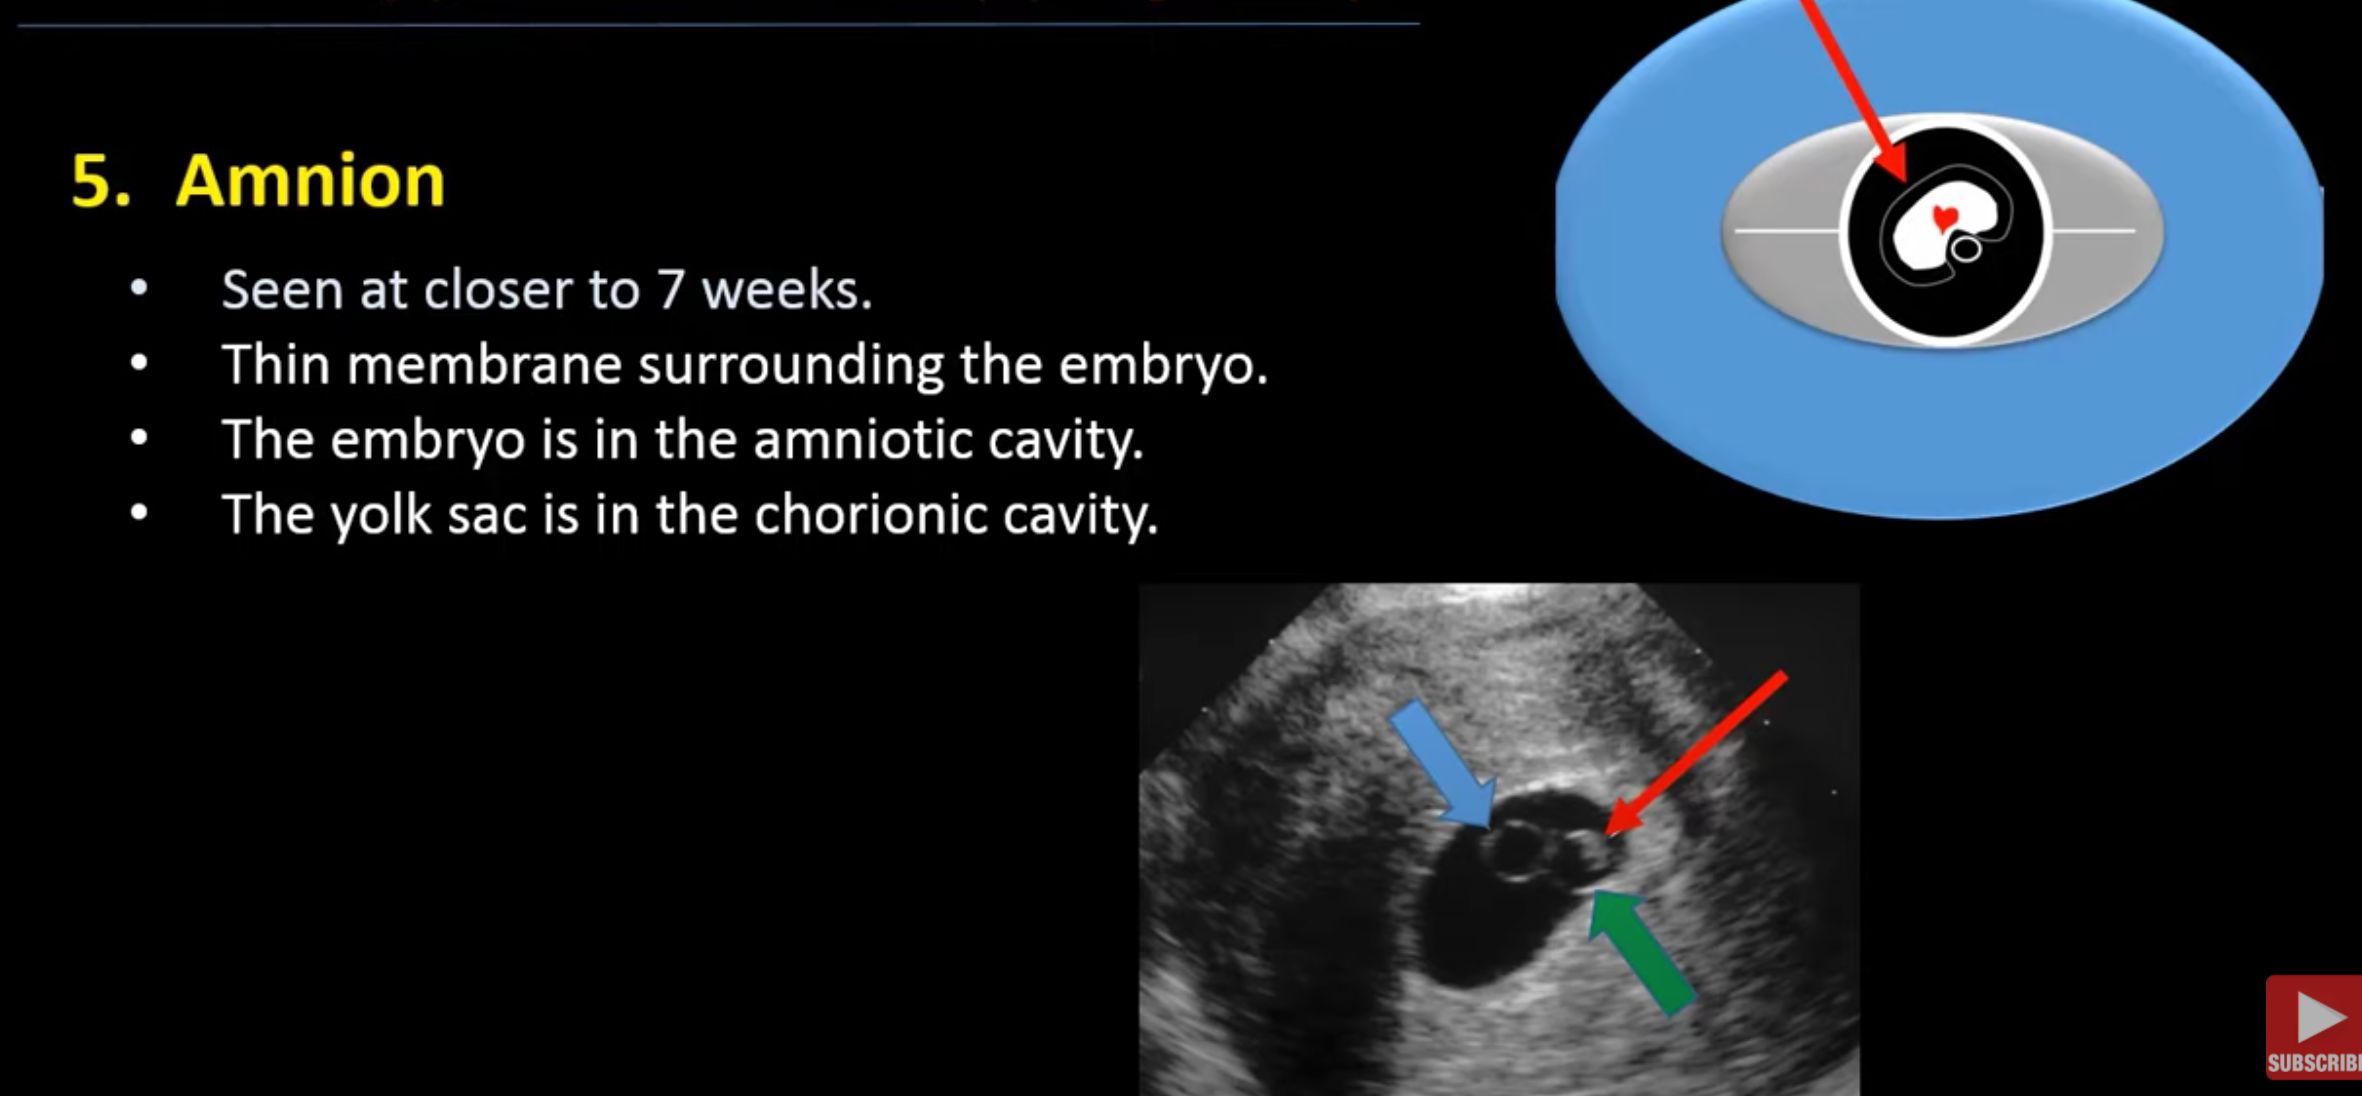 5. Amnion
• Seen at closer to 7 weeks.
• Thin membrane surrounding the embryo.
• The embryo is in the amniotic cavity.
• The yolk sac is in the chorionic cavity.
SUBSCRIBE